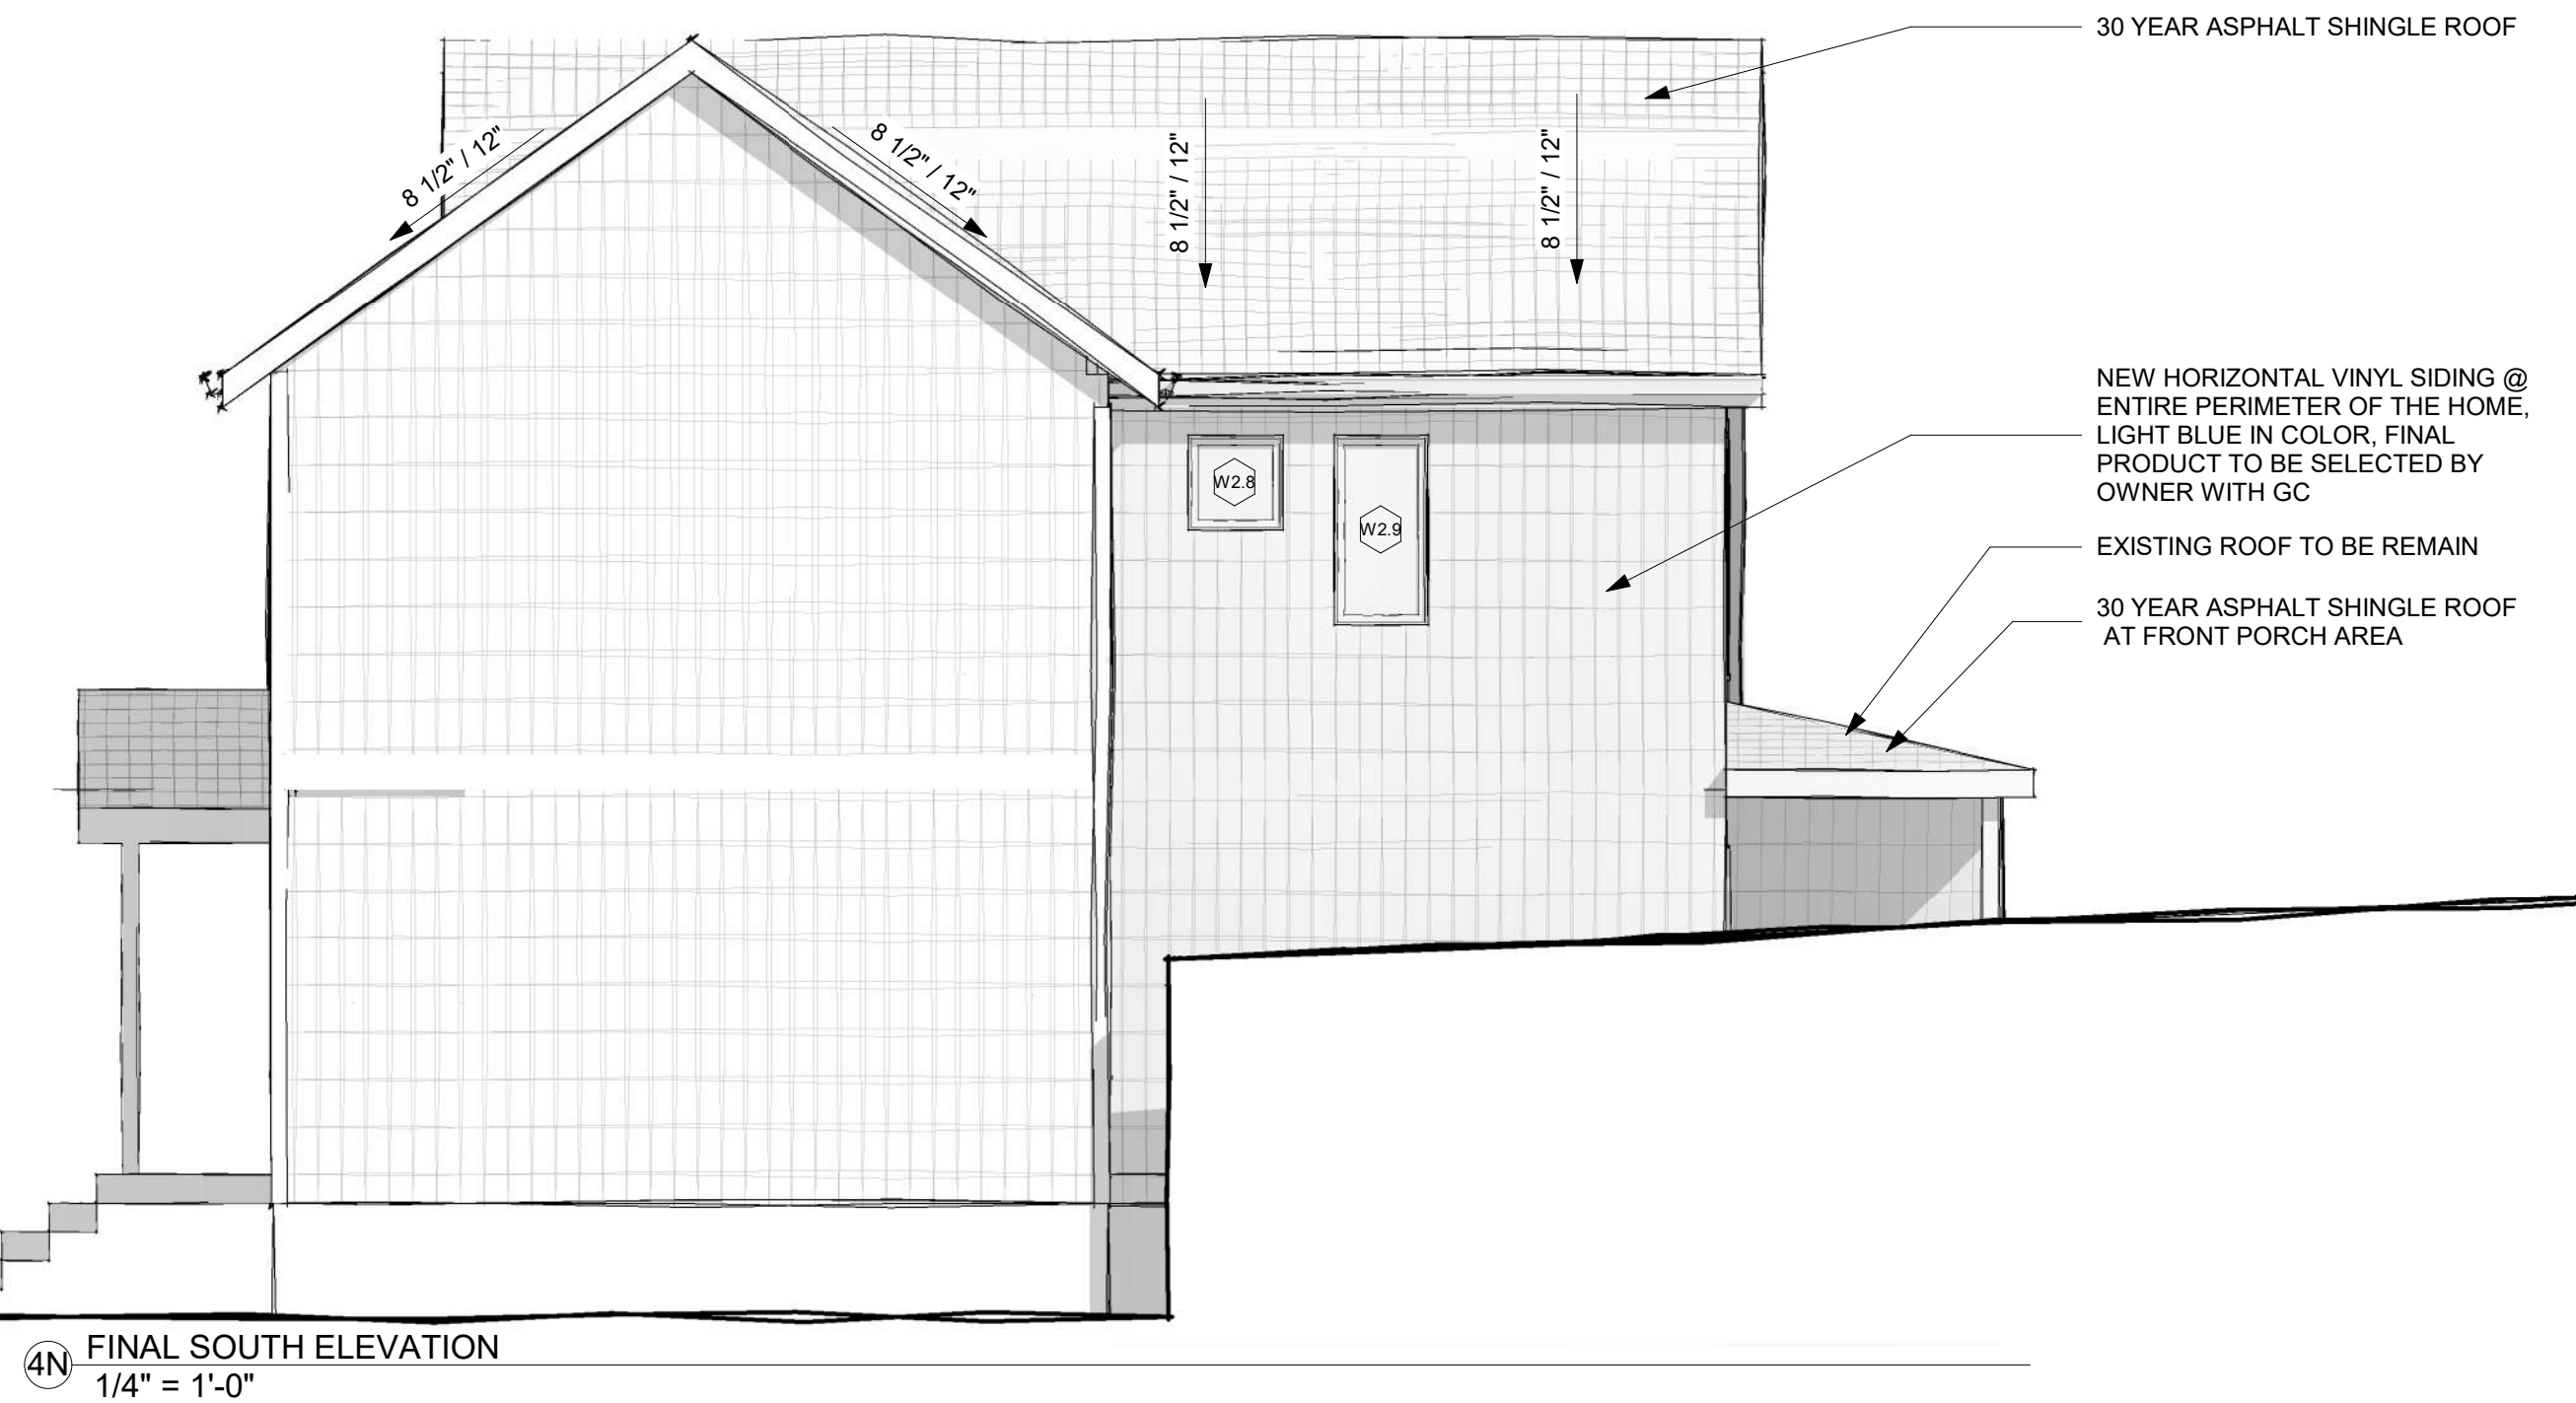 30 YEAR ASPHALT SHINGLE ROOF
8 1/2" / 12"
8 1/2" / 12"
8 1/2" / 12"
8 1/2" / 12"
NEW HORIZONTAL VINYL SIDING @
ENTIRE PERIMETER OF THE HOME,
LIGHT BLUE IN COLOR, FINAL
PRODUCT TO BE SELECTED BY
OWNER WITH GC
W2.8
W2.9
EXISTING ROOF TO BE REMAIN
30 YEAR ASPHALT SHINGLE ROOF
AT FRONT PORCH AREA
4N
FINAL SOUTH ELEVATION
1/4" = 1'-0"